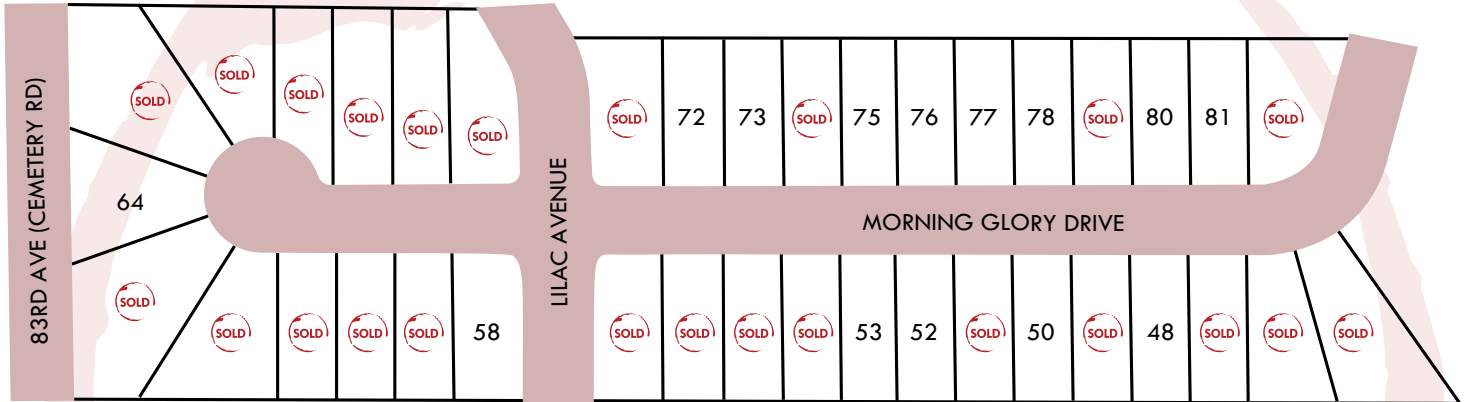 83RD AVE (CEMETERY RD)
SOLD
SOLD
SOLD
SOLD
SOLD
SOLD
64
SOLD
SOLD
SOLD
SOLD
SOLD
58
LILAC AVENUE
SOLD
72
73
SOLD
75
76
77
78
SOLD
80
81
SOLD
MORNING GLORY DRIVE
SOLD
SOLD
SOLD
SOLD
53
52
SOLD
50
SOLD
48
SOLD
SOLD
SOLD